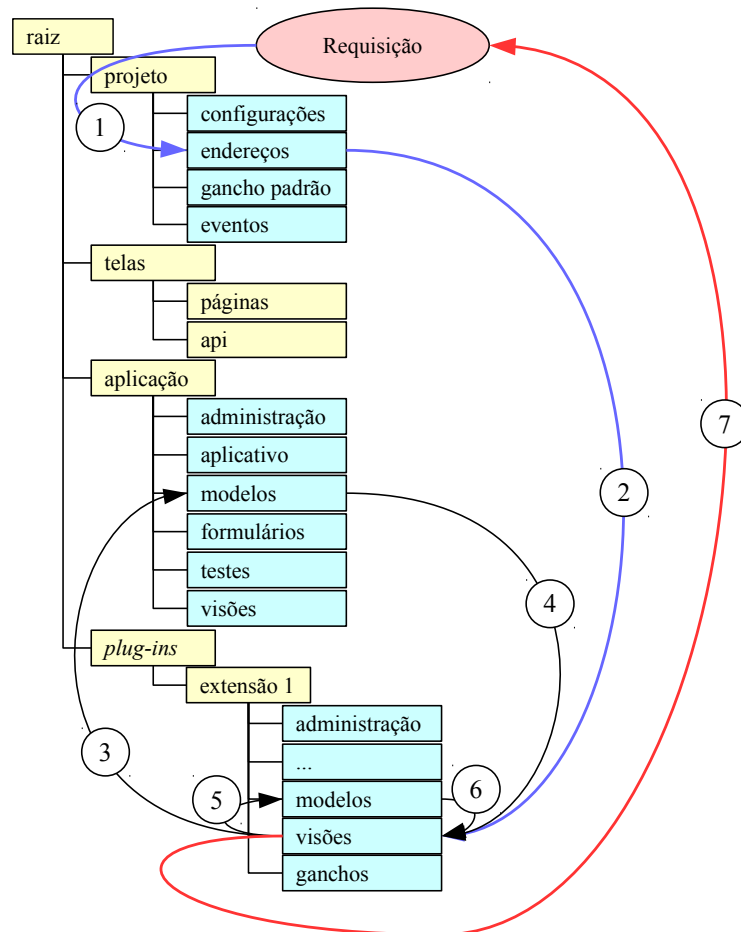 Requisição
raiz
projeto
configurações
1
endereços
gancho padrão
eventos
telas
páginas
api
aplicação
administração
aplicativo
7
modelos
2
formulários
testes
4
visões
plug-ins
extensão 1
administração
3
...
5
modelos
6
visões
ganchos